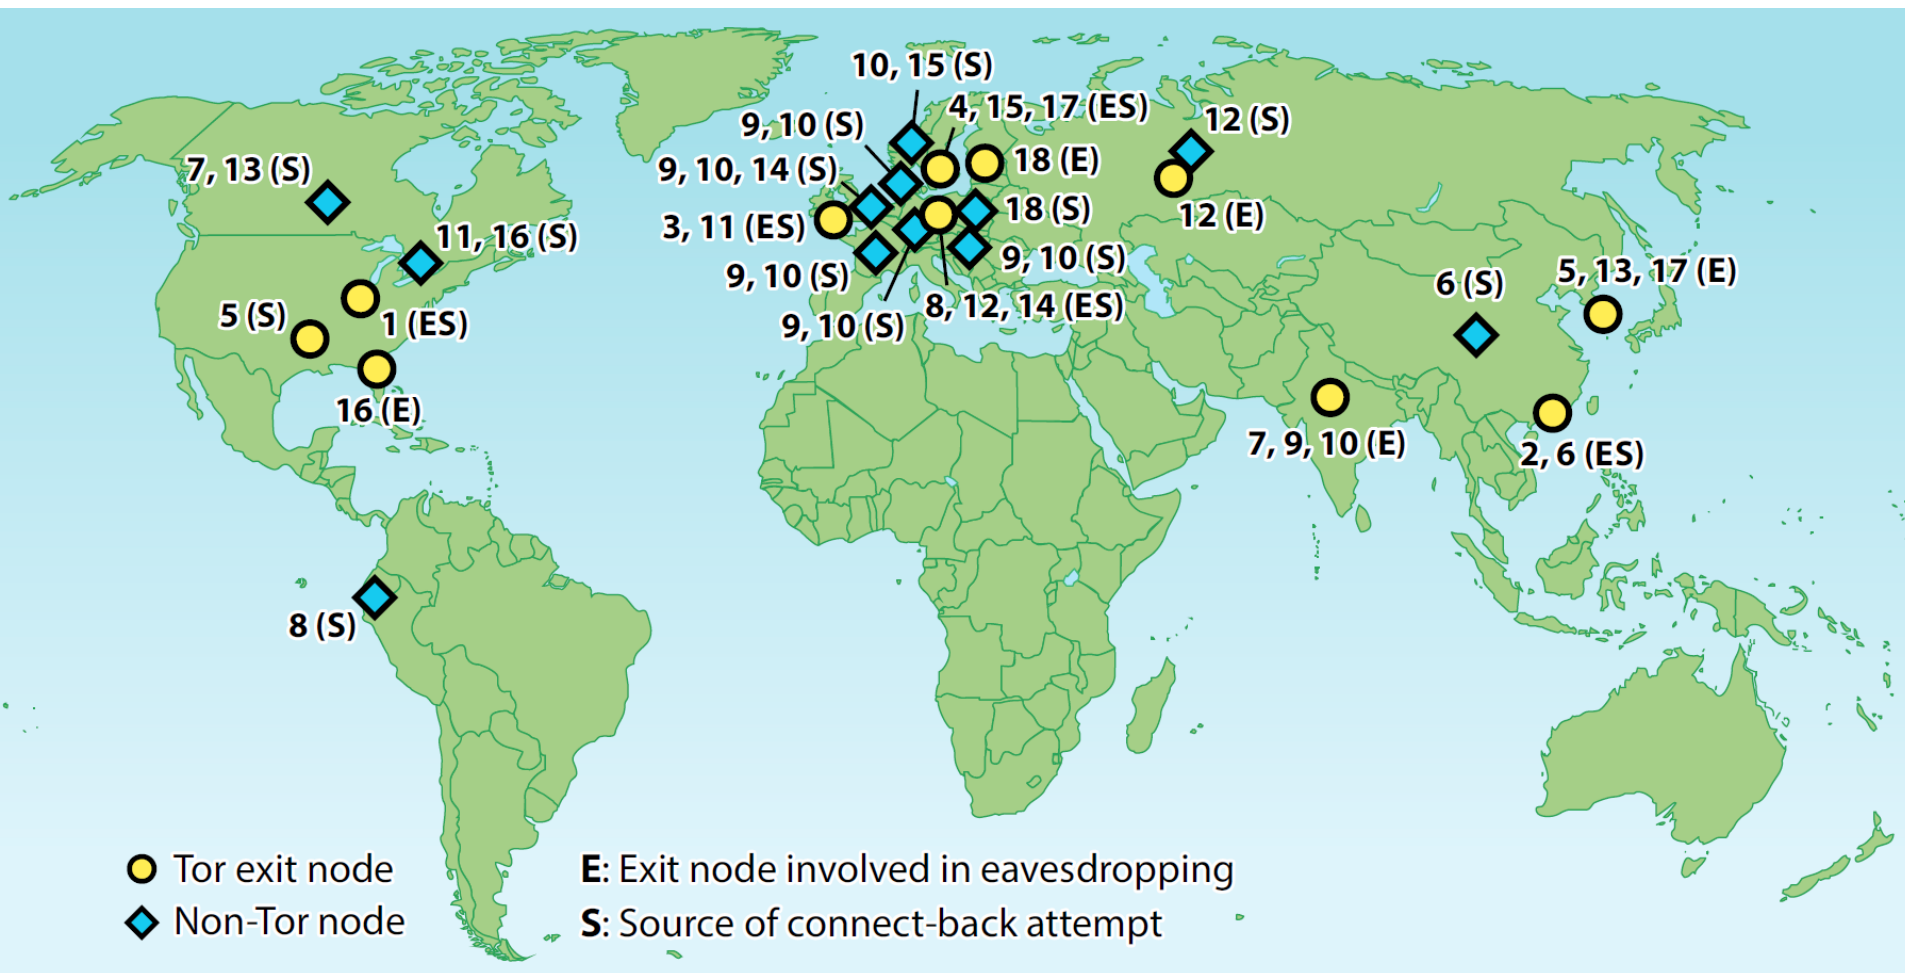 10, 15 (S)
4, 15, 17 (ES)
9, 10 (S)
12 (S)
7, 13 (S)
9, 10, 14 (S)
18 (E)
3, 11 (ES)
18 (S)
12 (E)
11, 16 (S)
9, 10 (S)
9, 10 (S)
6 (S)
5, 13, 17 (E)
5 (S)
1 (ES)
9, 10 (S)
8, 12, 14 (ES)
16 (E)
7, 9, 10 (E)
2, 6 (ES)
8 (S)
Tor exit node
E: Exit node involved in eavesdropping
Non-Tor node
S: Source of connect-back attempt